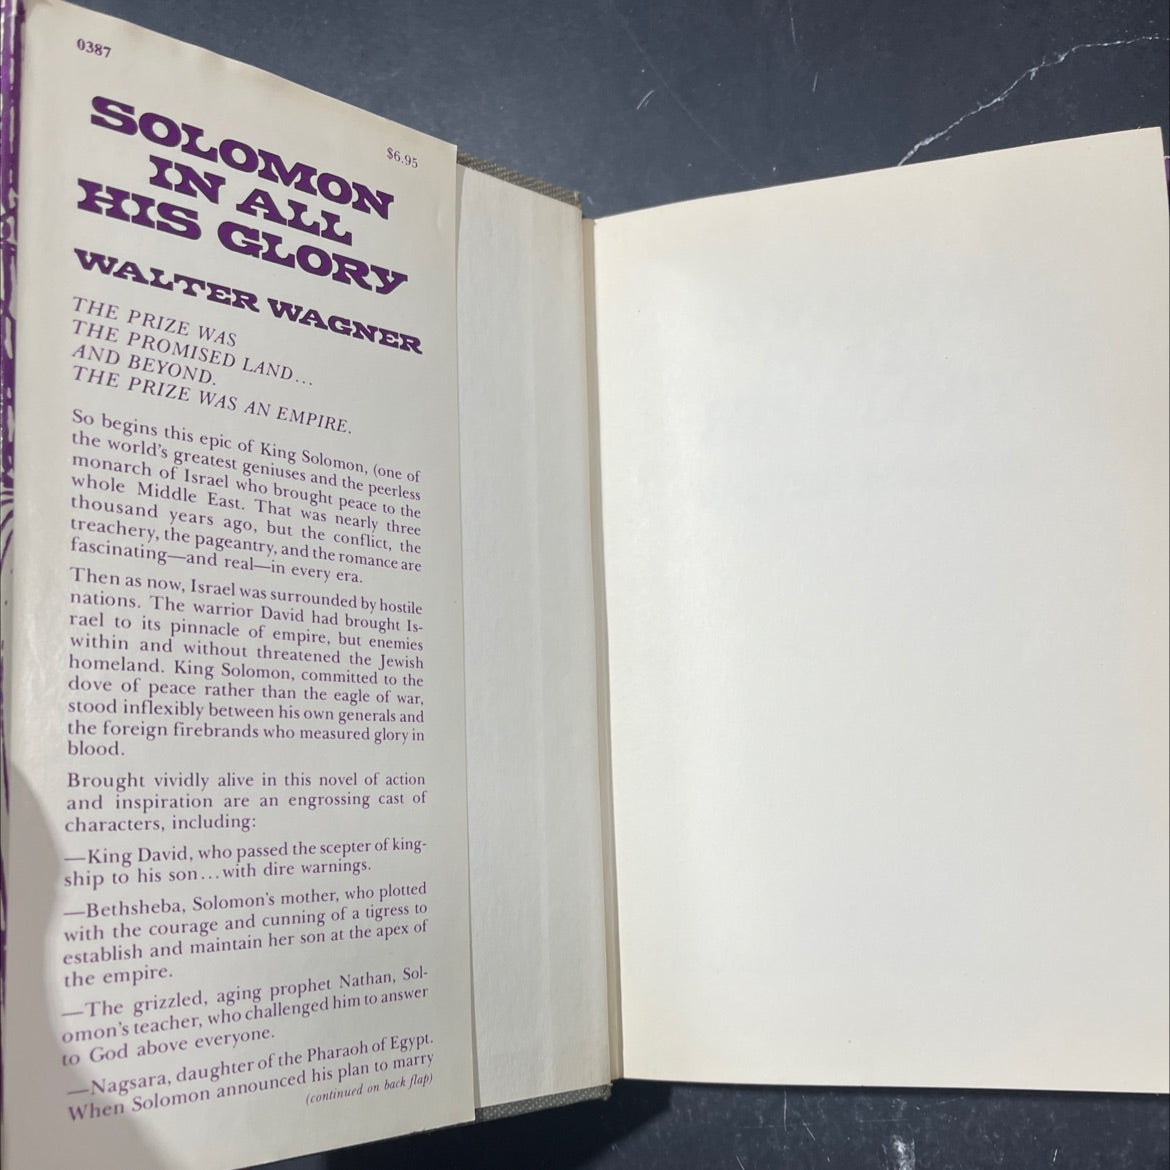 0387
$6.95
SOLOMON
IN ALL
HIS GLORY
WALTER WAGNER
THE PRIZE WAS
THE PROMISED LAND...
AND BEYOND.
THE PRIZE WAS AN EMPIRE.
So begins this epic of King Solomon, (one of
the world's greatest geniuses and the peerless
monarch of Israel who brought peace to the
whole Middle East. That was nearly three
thousand years ago, but the conflict, the
treachery, the pageantry, and the romance are
fascinating—and real—in every era.
Then as now, Israel was surrounded by hostile
nations. The warrior David had brought Is-
rael to its pinnacle of empire, but enemies
within and without threatened the Jewish
homeland. King Solomon, committed to the
dove of peace rather than the eagle of war,
stood inflexibly between his own generals and
the foreign firebrands who measured glory in
blood.
Brought vividly alive in this novel of action
and inspiration are an engrossing cast of
characters, including:
—King David, who passed the scepter of king-
ship to his son...with dire warnings.
—Bethsheba, Solomon's mother, who plotted
with the courage and cunning of a tigress to
establish and maintain her son at the apex of
the empire.
—The grizzled, aging prophet Nathan, Sol-
omon's teacher, who challenged him to answer
to God above everyone.
—Nagsara, daughter of the Pharaoh of Egypt.
When Solomon announced his plan to marry
(continued on back flap)